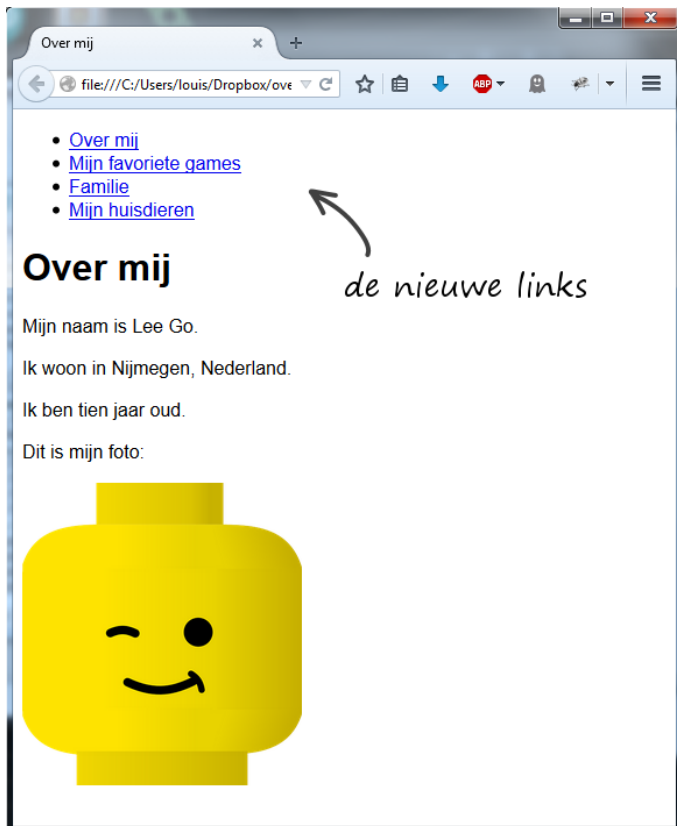 Over mij
file:///C:/Users/louis/Dropbox/ove
ABP
Over mij
Mijn favoriete games
Familie
Mijn huisdieren
de nieuwe links
Over mij
Mijn naam is Lee Go.
Ik woon in Nijmegen, Nederland.
Ik ben tien jaar oud.
Dit is mijn foto: